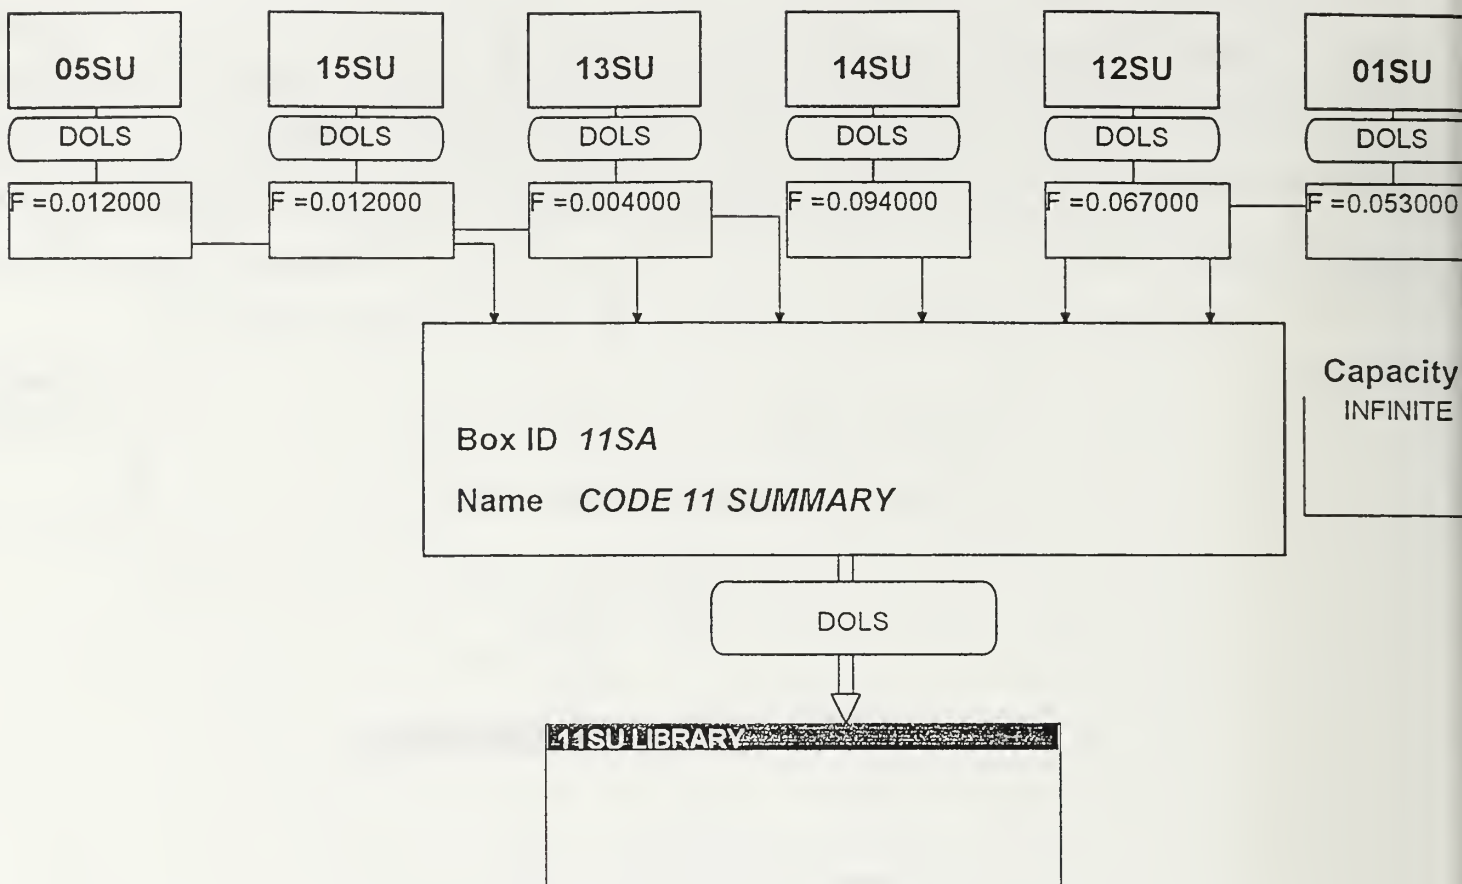 05SU 15SU 13SU 14SU 12SU 01SU
DOLS DOLS DOLS DOLS DOLS DOLS
F =0.012000 F =0.012000 F =0.004000 F =0.094000 F =0.067000 F =0.053000
Capacity
INFINITE
Box ID 11SA
Name CODE 11 SUMMARY
DOLS
11SU LIBRARY